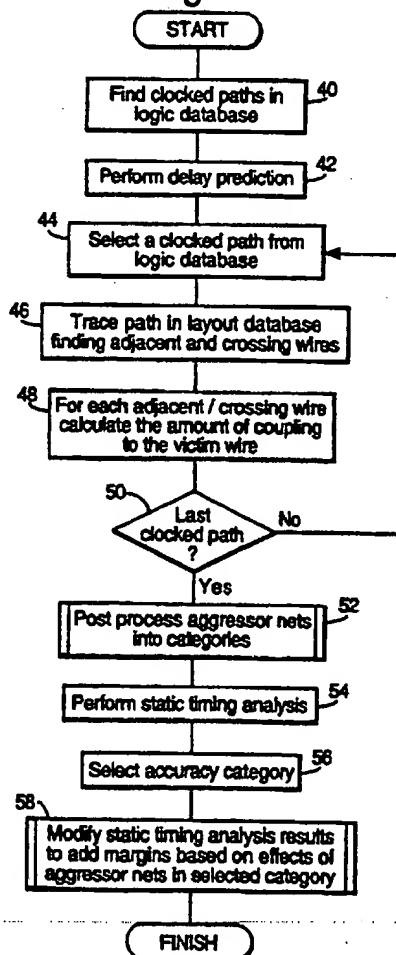 START
40
Find clocked paths in
logic database
42
Perform delay prediction
44
Select a clocked path from
logic database
46
Trace path in layout database
finding adjacent and crossing wires
48
For each adjacent / crossing wire
calculate the amount of coupling
to the victim wire
50
Last
clocked path
?
No
Yes
52
Post process aggressor nets
into categories
54
Perform static timing analysis
56
Select accuracy category
58
Modify static timing analysis results
to add margins based on effects of
aggressor nets in selected category
FINISH